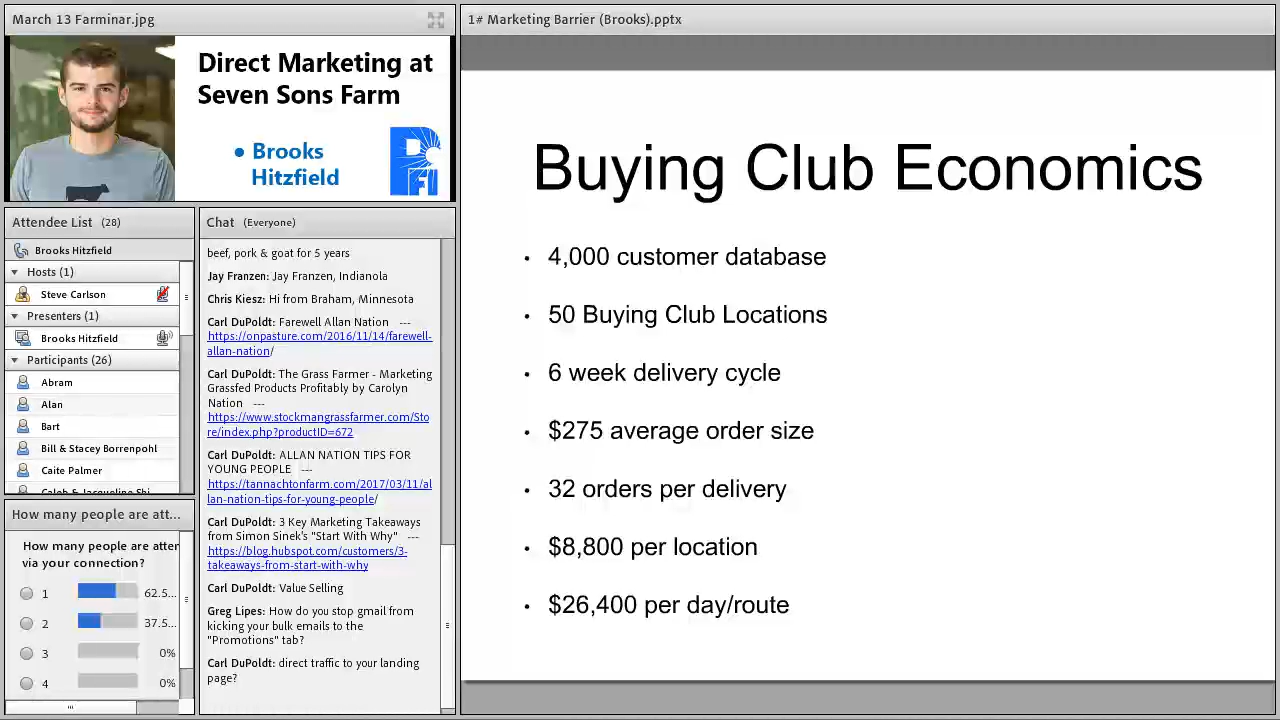 March 13 Farminar.jpg
Direct Marketing at
Seven Sons Farm
• Brooks
Hitzfield
Attendee List (28)
Brooks Hitzfield
Hosts (1)
Steve Carlson
Presenters (1)
Brooks Hitzfield
Participants (26)
Abram
Alan
Bart
Bill & Stacey Borrenpohl
Caite Palmer
Caleb & Jacqueline Shi
How many people are att...
How many people are atter
via your connection?
1 62.5...
2 37.5...
3 0%
4 0%
Chat (Everyone)
beef, pork & goat for 5 years
Jay Franzen: Jay Franzen, Indianola
Chris Kiesz: Hi from Braham, Minnesota
Carl DuPoldt: Farewell Allan Nation ---
https://onpasture.com/2016/11/14/farewell-
allan-nation/
Carl DuPoldt: The Grass Farmer - Marketing
Grassfed Products Profitably by Carolyn
Nation ---
https://www.stockmangrassfarmer.com/Sto
re/index.php?productID=672
Carl DuPoldt: ALLAN NATION TIPS FOR
YOUNG PEOPLE ---
https://tannachtonfarm.com/2017/03/11/al
lan-nation-tips-for-young-people/
Carl DuPoldt: 3 Key Marketing Takeaways
from Simon Sinek's "Start With Why" ---
https://blog.hubspot.com/customers/3-
takeaways-from-start-with-why
Carl DuPoldt: Value Selling
Greg Lipes: How do you stop gmail from
kicking your bulk emails to the
"Promotions" tab?
Carl DuPoldt: direct traffic to your landing
page?
1# Marketing Barrier (Brooks).pptx
Buying Club Economics
• 4,000 customer database
• 50 Buying Club Locations
• 6 week delivery cycle
• $275 average order size
• 32 orders per delivery
• $8,800 per location
• $26,400 per day/route